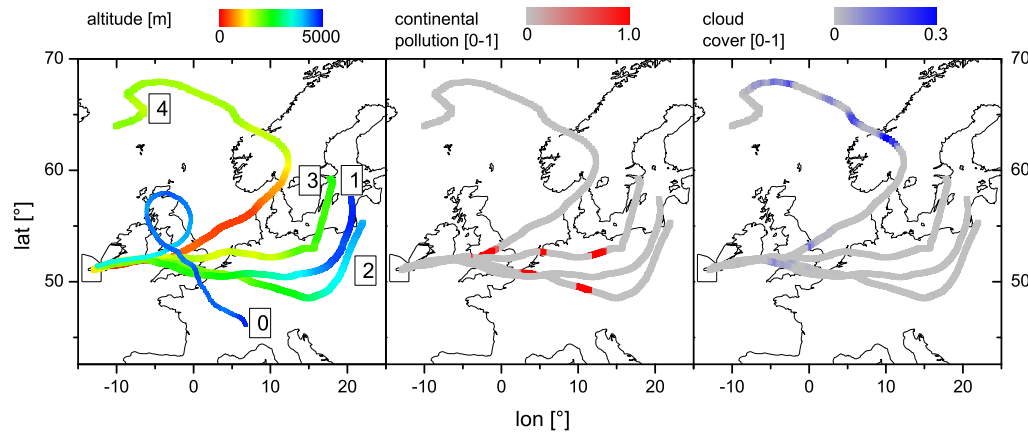 altitude [m]
0 5000
continental
pollution [0-1]
0 1.0
cloud
cover [0-1]
0 0.3
70
60
50
lat [°]
4
3
1
2
0
70
60
50
-10 0 10 20
-10 0 10 20
-10 0 10 20
lon [°]